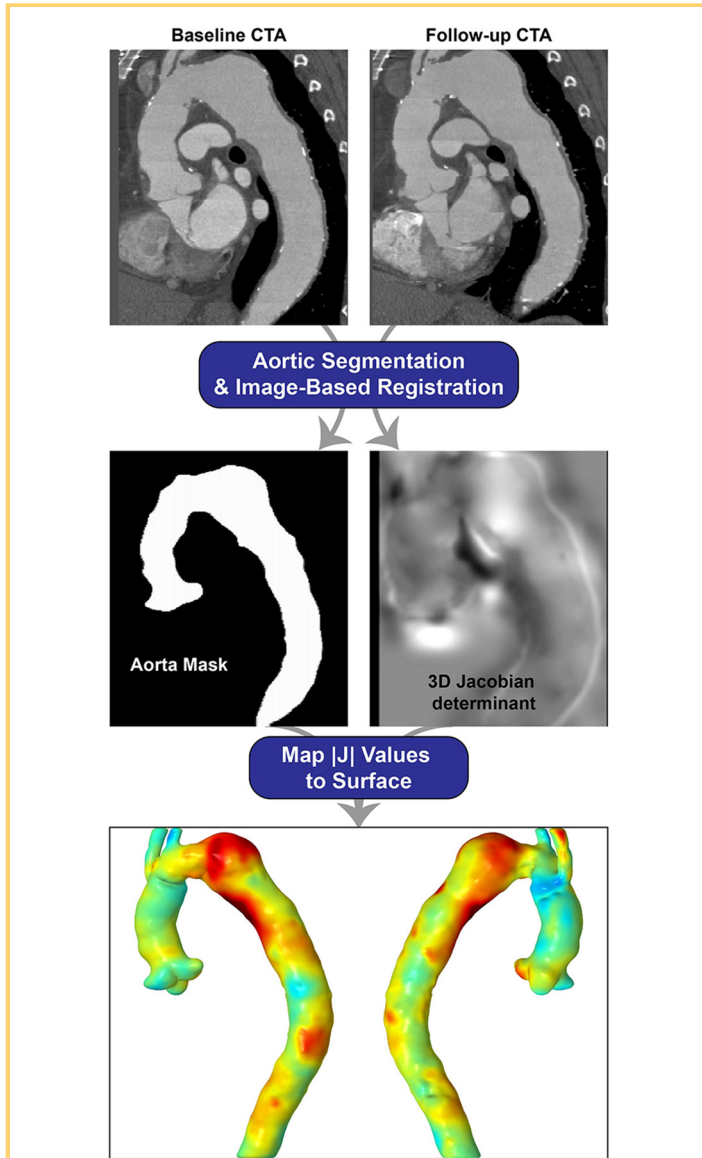 Baseline CTA
Follow-up CTA
Aortic Segmentation
& Image-Based Registration
Aorta Mask
3D Jacobian
determinant
Map |J| Values
to Surface